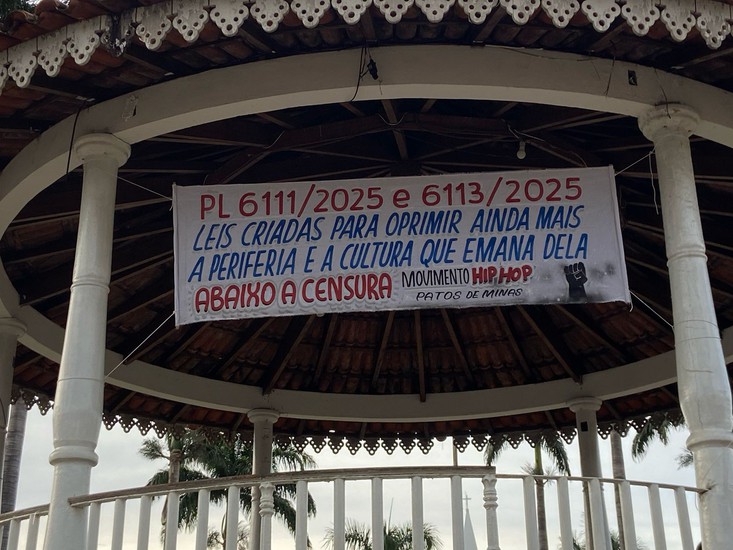 PL 6111/2025 e 6113/2025
LEIS CRIADAS PARA OPRIMIR AINDA MAIS
A PERIFERIA E A CULTURA QUE EMANA DELA
ABAIXO A CENSURA MOVIMENTO HIP HOP
PATOS DE MINAS